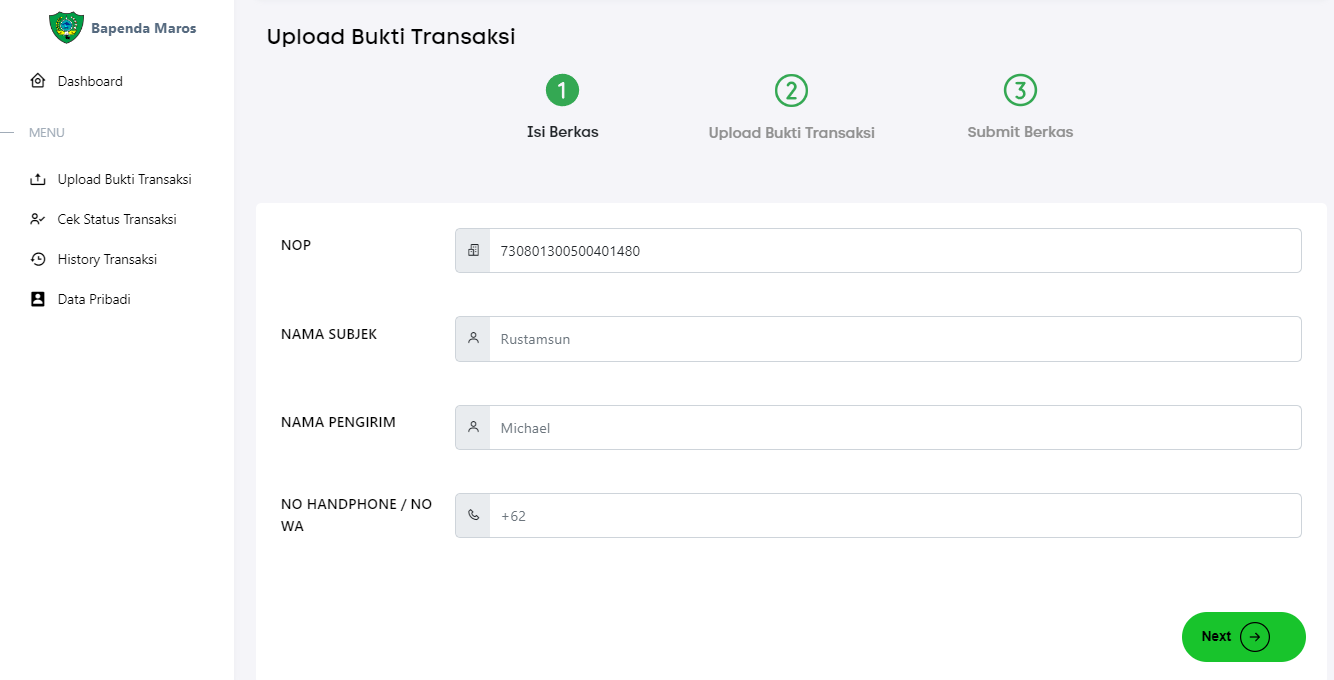 Bapenda Maros
Dashboard
MENU
Upload Bukti Transaksi
Cek Status Transaksi
History Transaksi
Data Pribadi
Upload Bukti Transaksi
1
2
3
Isi Berkas
Upload Bukti Transaksi
Submit Berkas
NOP
730801300500401480
NAMA SUBJEK
Rustamsun
NAMA PENGIRIM
Michael
NO HANDPHONE / NO
WA
+62
Next